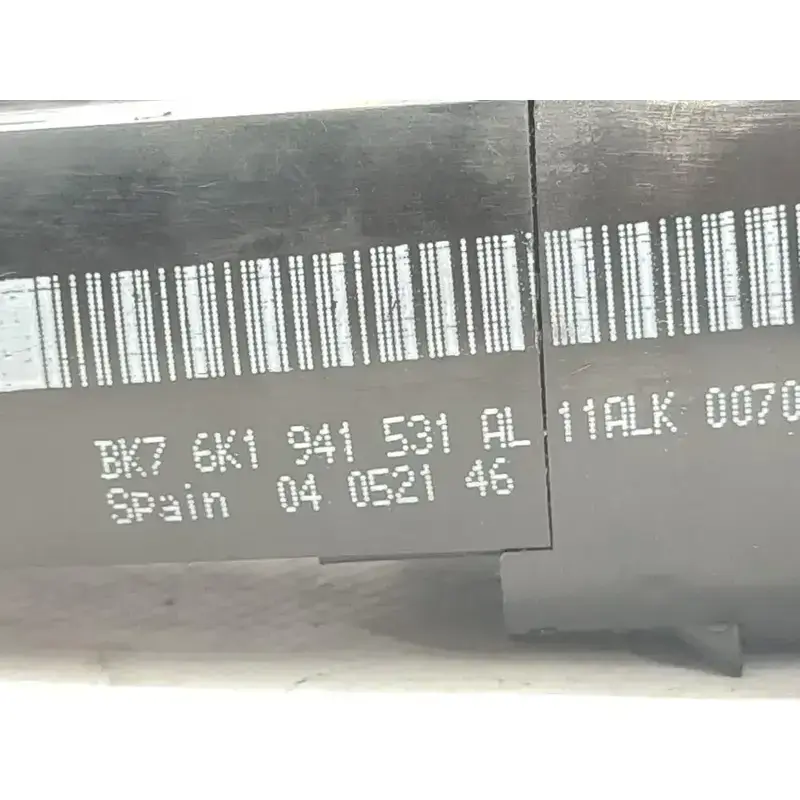 BK7 6K1 941 531 AL 11ALK 0070
Spain 04 0521 46